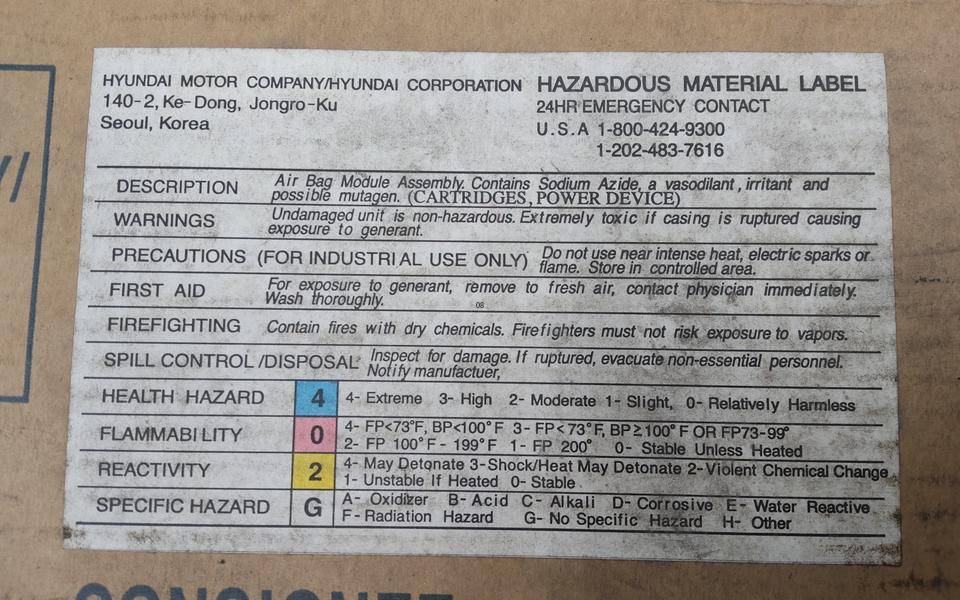 HYUNDAI MOTOR COMPANY/HYUNDAI CORPORATION
140-2, Ke-Dong, Jongro-Ku
Seoul, Korea
HAZARDOUS MATERIAL LABEL
24HR EMERGENCY CONTACT
U.S.A 1-800-424-9300
1-202-483-7616
DESCRIPTION Air Bag Module Assembly. Contains Sodium Azide, a vasodilant, irritant and
possible mutagen. (CARTRIDGES, POWER DEVICE)
WARNINGS Undamaged unit is non-hazardous. Extremely toxic if casing is ruptured causing
exposure to generant.
PRECAUTIONS (FOR INDUSTRIAL USE ONLY) Do not use near intense heat, electric sparks or
flame. Store in controlled area.
FIRST AID For exposure to generant, remove to fresh air, contact physician immediately.
Wash thoroughly.
08
FIREFIGHTING Contain fires with dry chemicals. Firefighters must not risk exposure to vapors.
SPILL CONTROL/DISPOSAL Inspect for damage. If ruptured, evacuate non-essential personnel.
Notify manufactuer,
HEALTH HAZARD 4 4- Extreme 3- High 2- Moderate 1- Slight, 0- Relatively Harmless
FLAMMABILITY 0 4- FP<73°F, BP<100°F 3- FP<73°F, BP≥100°F OR FP73-99°
2- FP 100°F - 199°F 1- FP 200° 0- Stable Unless Heated
REACTIVITY 2 4- May Detonate 3-Shock/Heat May Detonate 2-Violent Chemical Change
1- Unstable If Heated 0- Stable
SPECIFIC HAZARD G A- Oxidizer B- Acid C- Alkali D- Corrosive E- Water Reactive
F- Radiation Hazard G- No Specific Hazard H- Other